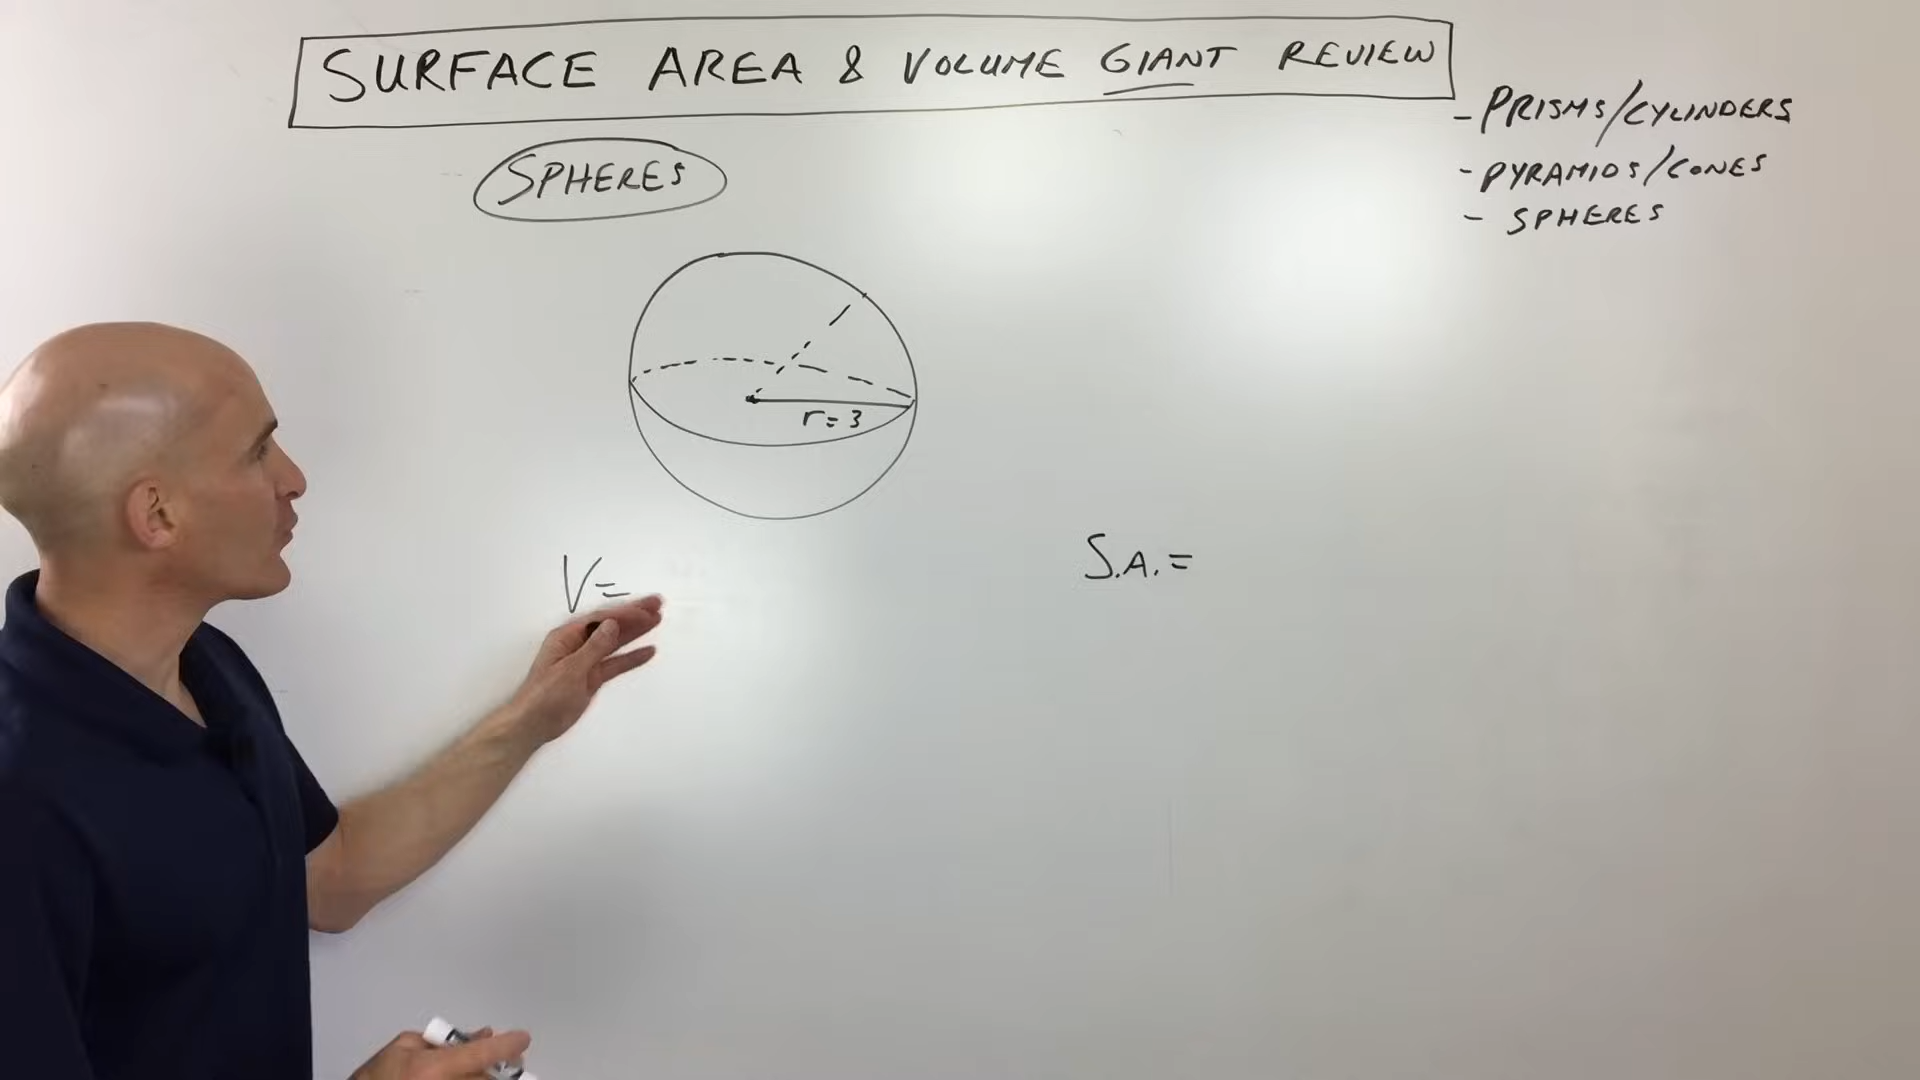 SURFACE AREA & VOLUME GIANT REVIEW
- PRISMS/CYLINDERS
- PYRAMIDS/CONES
- SPHERES
SPHERES
r=3
V=
S.A.=